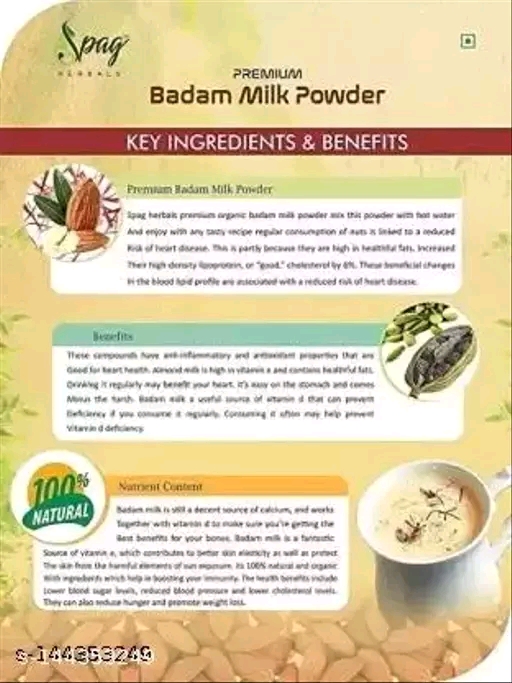 Spag
HERBALS
PREMIUM
Badam Milk Powder
KEY INGREDIENTS & BENEFITS
Premium Badam Milk Powder
Spag herbals premium organic badam milk powder mix this powder with hot water
And enjoy with any tasty recipe regular consumption of nuts is linked to a reduced
Risk of heart disease. This is partly because they are high in healthful fats. Increased
Their high density lipoprotein, or "good," cholesterol by 6%. These beneficial changes
In the blood lipid profile are associated with a reduced risk of heart disease.
Benefits
These compounds have anti-inflammatory and antioxidant properties that are
Good for heart health. Almond milk is high in vitamin e and contains healthful fats.
Drinking it regularly may benefit your heart. It's easy on the stomach and comes
Minus the harsh. Badam milk a useful source of vitamin d that can prevent
Deficiency if you consume it regularly. Consuming it often may help prevent
Vitamin d deficiency.
100%
NATURAL
Nutrient Content
Badam milk is still a decent source of calcium, and works
Together with vitamin d to make sure you're getting the
Best benefits for your bones. Badam milk is a fantastic
Source of vitamin e, which contributes to better skin elasticity as well as protect
The skin from the harmful elements of sun exposure. Its 100% natural and organic
With ingredients which help in boosting your immunity. The health benefits include
Lower blood sugar levels, reduced blood pressure and lower cholesterol levels.
They can also reduce hunger and promote weight loss.
s-144353249